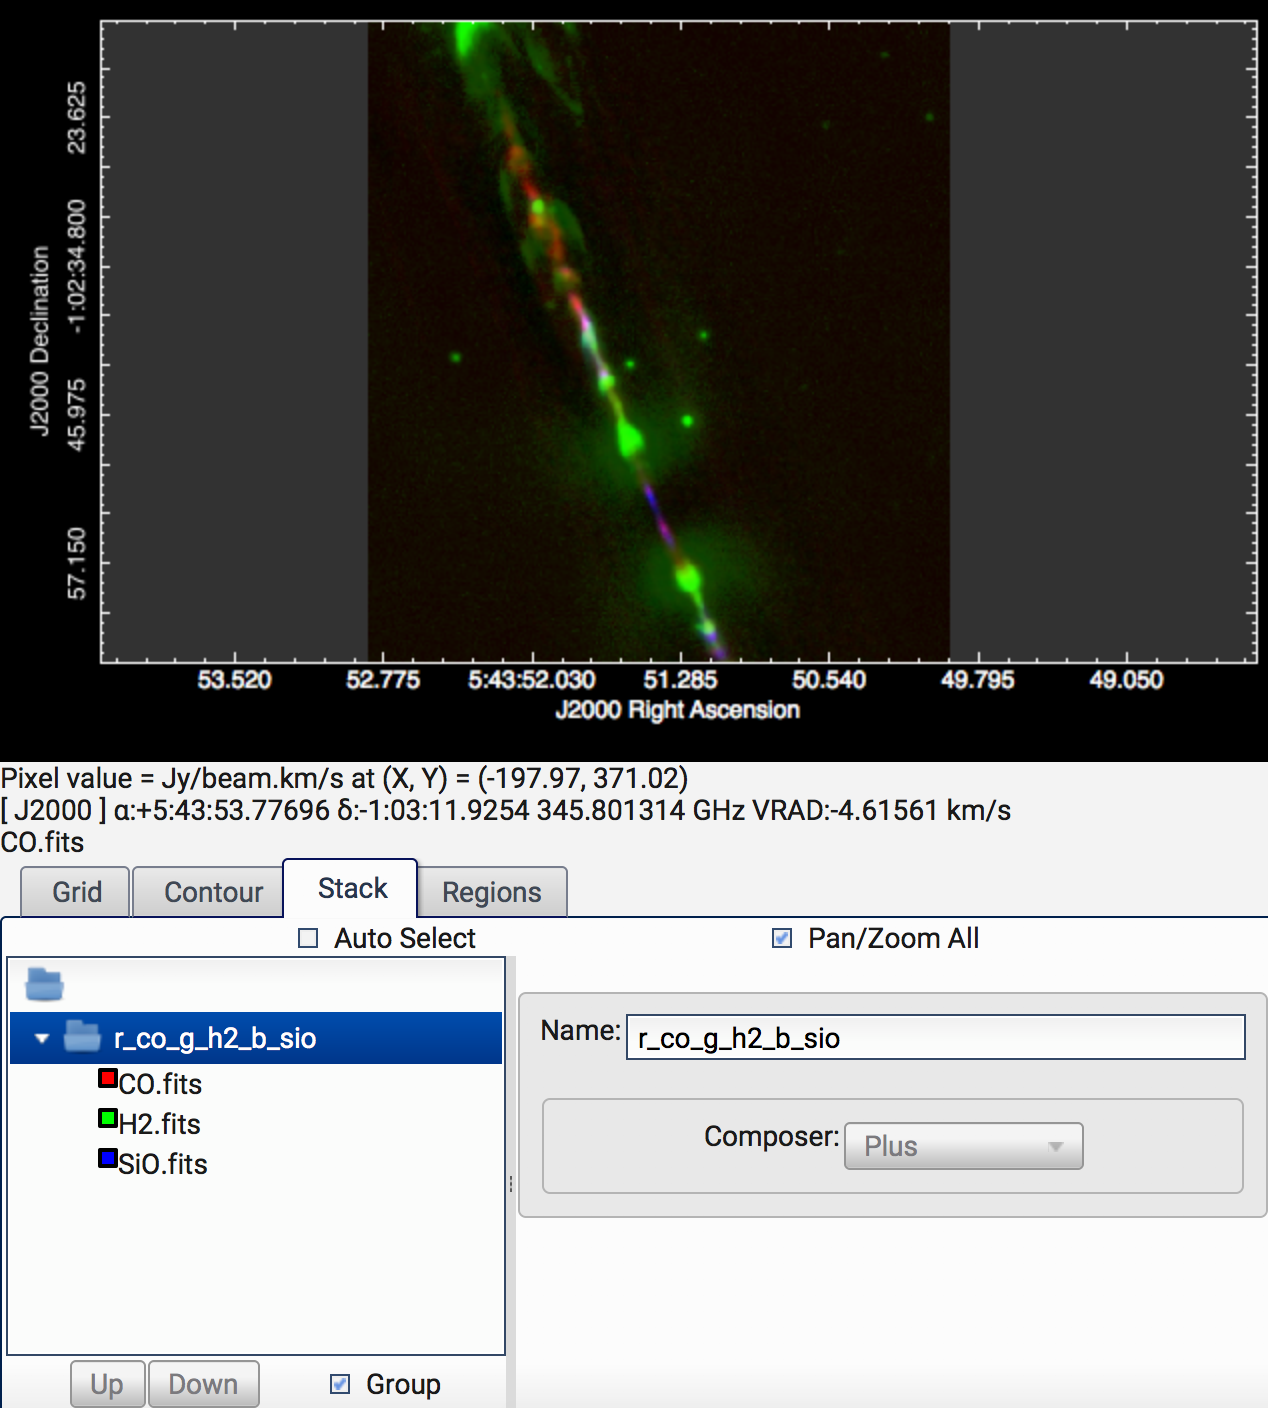 J2000 Declination
23.625
-1:02:34.800
45.975
57.150
53.520 52.775 5:43:52.030 51.285 50.540 49.795 49.050
J2000 Right Ascension
Pixel value = Jy/beam.km/s at (X, Y) = (-197.97, 371.02)
[ J2000 ] α:+5:43:53.77696 δ:-1:03:11.9254 345.801314 GHz VRAD:-4.61561 km/s
CO.fits
Grid Contour Stack Regions
Auto Select Pan/Zoom All
r_co_g_h2_b_sio
CO.fits
H2.fits
SiO.fits
Name: r_co_g_h2_b_sio
Composer: Plus
Up Down Group